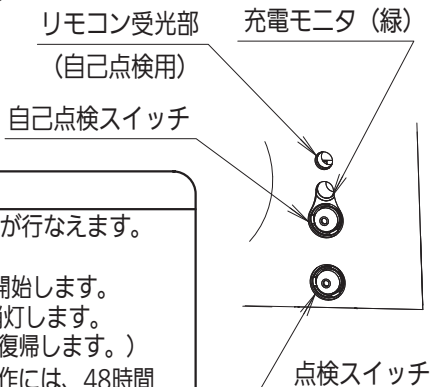 リモコン受光部
(自己点検用)
充電モニタ（緑）
自己点検スイッチ
が行なえます。
開始します。
消灯します。
復帰します。）
作には、48時間
点検スイッチ